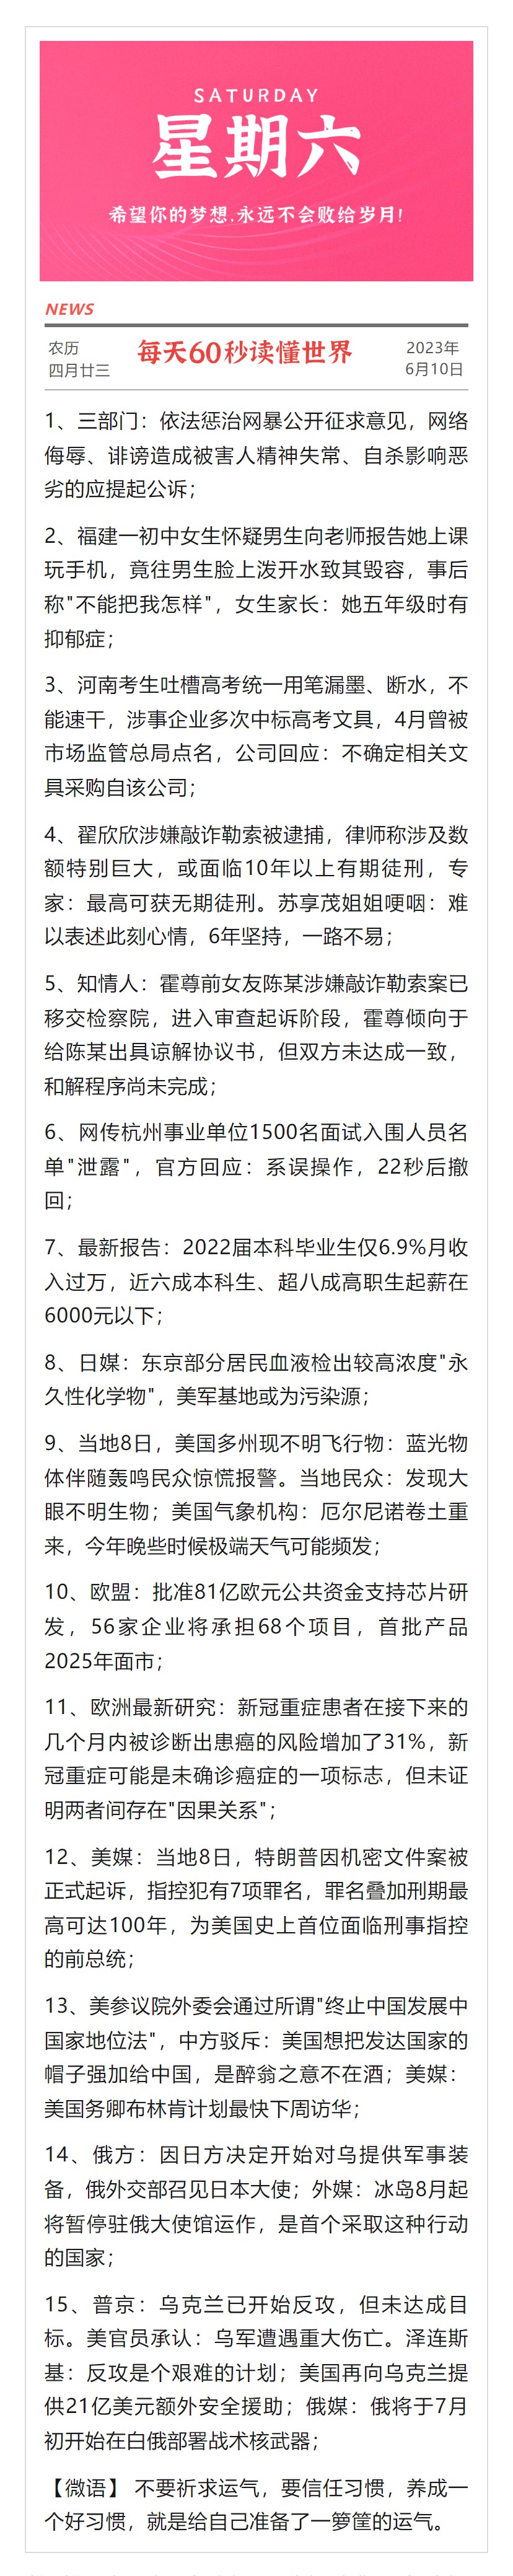 SATURDAY
星期六
希望你的梦想.永远不会败给岁月!
NEWS
农历
四月廿三
每天60秒读懂世界
2023年
6月10日
1、三部门：依法惩治网暴公开征求意见，网络
侮辱、诽谤造成被害人精神失常、自杀影响恶
劣的应提起公诉；
2、福建一初中女生怀疑男生向老师报告她上课
玩手机，竟往男生脸上泼开水致其毁容，事后
称"不能把我怎样"，女生家长：她五年级时有
抑郁症；
3、河南考生吐槽高考统一用笔漏墨、断水，不
能速干，涉事企业多次中标高考文具，4月曾被
市场监管总局点名，公司回应：不确定相关文
具采购自该公司；
4、翟欣欣涉嫌敲诈勒索被逮捕，律师称涉及数
额特别巨大，或面临10年以上有期徒刑，专
家：最高可获无期徒刑。苏享茂姐姐哽咽：难
以表述此刻心情，6年坚持，一路不易；
5、知情人：霍尊前女友陈某涉嫌敲诈勒索案已
移交检察院，进入审查起诉阶段，霍尊倾向于
给陈某出具谅解协议书，但双方未达成一致，
和解程序尚未完成；
6、网传杭州事业单位1500名面试入围人员名
单"泄露"，官方回应：系误操作，22秒后撤
回；
7、最新报告：2022届本科毕业生仅6.9%月收
入过万，近六成本科生、超八成高职生起薪在
6000元以下；
8、日媒：东京部分居民血液检出较高浓度"永
久性化学物"，美军基地或为污染源；
9、当地8日，美国多州现不明飞行物：蓝光物
体伴随轰鸣民众惊慌报警。当地民众：发现大
眼不明生物；美国气象机构：厄尔尼诺卷土重
来，今年晚些时候极端天气可能频发；
10、欧盟：批准81亿欧元公共资金支持芯片研
发，56家企业将承担68个项目，首批产品
2025年面市；
11、欧洲最新研究：新冠重症患者在接下来的
几个月内被诊断出患癌的风险增加了31%，新
冠重症可能是未确诊癌症的一项标志，但未证
明两者间存在"因果关系"；
12、美媒：当地8日，特朗普因机密文件案被
正式起诉，指控犯有7项罪名，罪名叠加刑期最
高可达100年，为美国史上首位面临刑事指控
的前总统；
13、美参议院外委会通过所谓"终止中国发展中
国家地位法"，中方驳斥：美国想把发达国家的
帽子强加给中国，是醉翁之意不在酒；美媒：
美国务卿布林肯计划最快下周访华；
14、俄方：因日方决定开始对乌提供军事装
备，俄外交部召见日本大使；外媒：冰岛8月起
将暂停驻俄大使馆运作，是首个采取这种行动
的国家；
15、普京：乌克兰已开始反攻，但未达成目
标。美官员承认：乌军遭遇重大伤亡。泽连斯
基：反攻是个艰难的计划；美国再向乌克兰提
供21亿美元额外安全援助；俄媒：俄将于7月
初开始在白俄部署战术核武器；
【微语】 不要祈求运气，要信任习惯，养成一
个好习惯，就是给自己准备了一箩筐的运气。